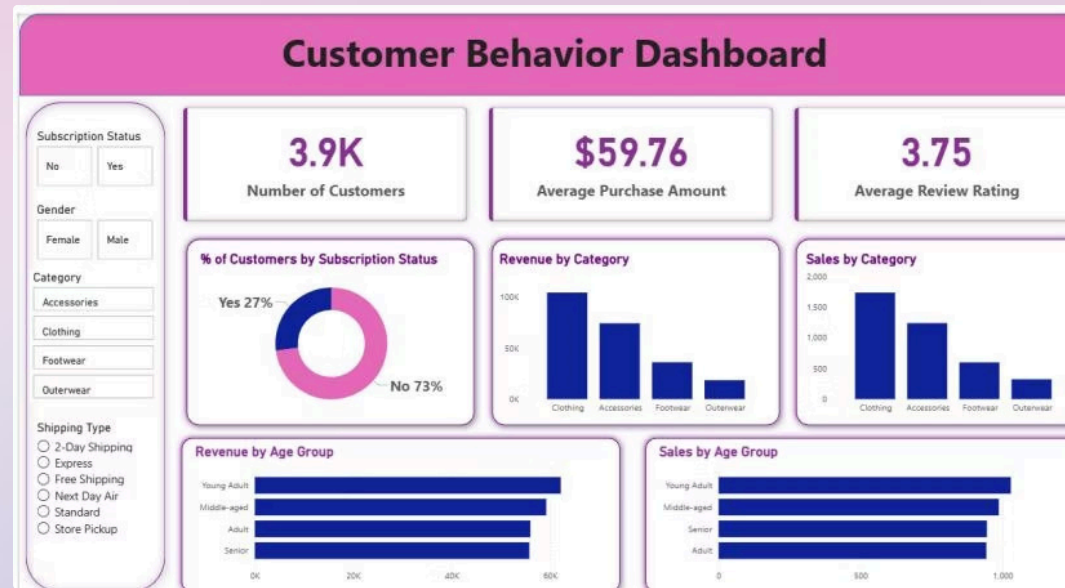 Customer Behavior Dashboard
Subscription Status
No
Yes
Gender
Female
Male
Category
Accessories
Clothing
Footwear
Outerwear
Shipping Type
2-Day Shipping
Express
Free Shipping
Next Day Air
Standard
Store Pickup
3.9K
Number of Customers
$59.76
Average Purchase Amount
3.75
Average Review Rating
% of Customers by Subscription Status
Yes 27%
No 73%
Revenue by Category
100K
50K
0K
Clothing Accessories Footwear Outerwear
Sales by Category
2,000
1,500
1,000
500
0
Clothing Accessories Footwear Outerwear
Revenue by Age Group
Young Adult
Middle-aged
Adult
Senior
0K 20K 40K 60K
Sales by Age Group
Young Adult
Middle-aged
Senior
Adult
0 500 1,000